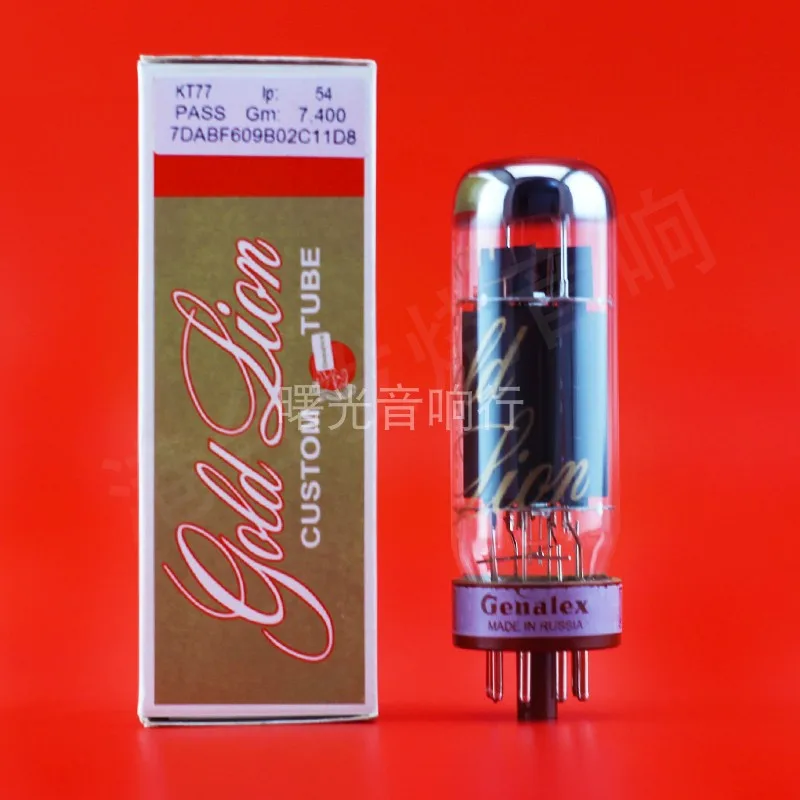 KT77 Ip: 54
PASS Gm: 7.400
7DABF609B02C11D8
Gold Lion
CUSTOM TUBE
Gold
Lion
Genalex
MADE IN RUSSIA
曙光音响行